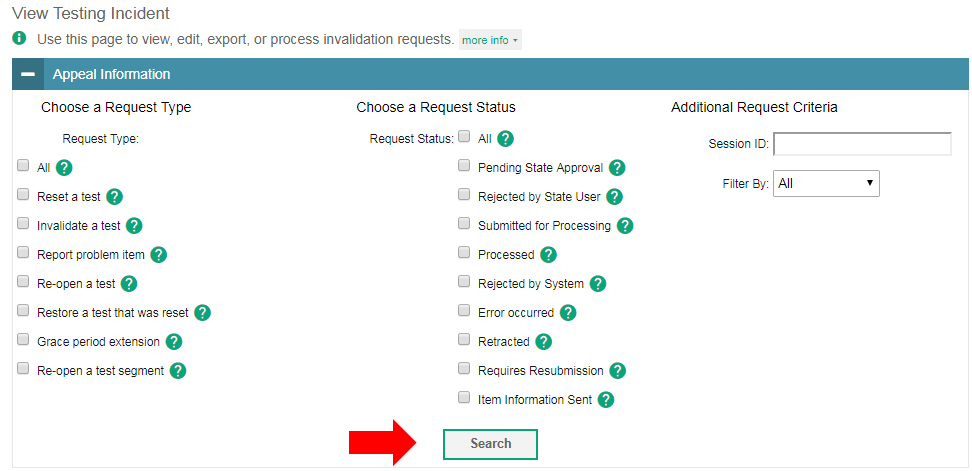 View Testing Incident
Use this page to view, edit, export, or process invalidation requests. more info
Appeal Information
Choose a Request Type
Request Type:
All
Reset a test
Invalidate a test
Report problem item
Re-open a test
Restore a test that was reset
Grace period extension
Re-open a test segment
Choose a Request Status
Request Status: All
Pending State Approval
Rejected by State User
Submitted for Processing
Processed
Rejected by System
Error occurred
Retracted
Requires Resubmission
Item Information Sent
Additional Request Criteria
Session ID:
Filter By: All
Search